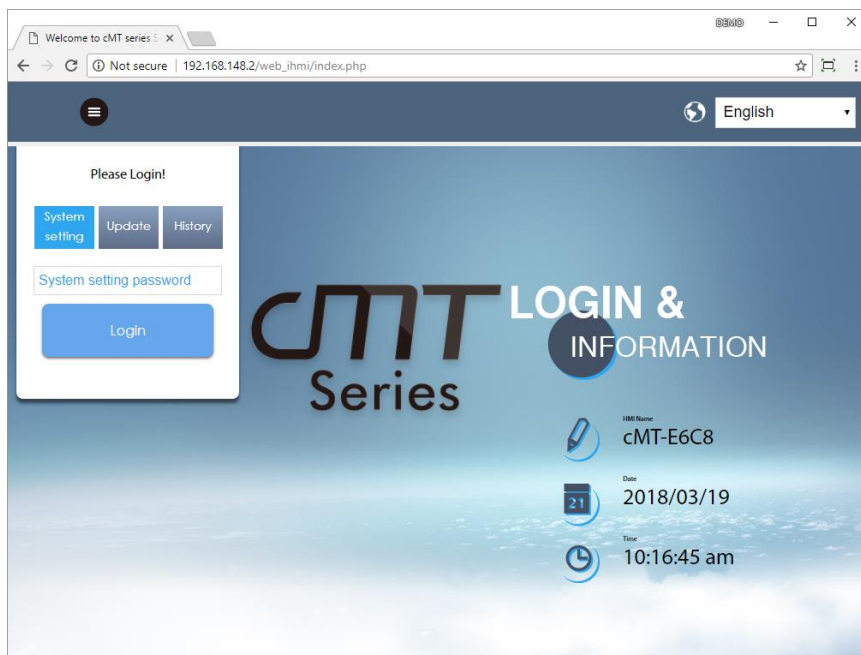 DEMO
Welcome to cMT series S
Not secure | 192.168.148.2/web_ihmi/index.php
English
Please Login!
System setting
Update
History
System setting password
Login
cMT
Series
LOGIN &
INFORMATION
HMI Name
cMT-E6C8
21
Date
2018/03/19
Time
10:16:45 am